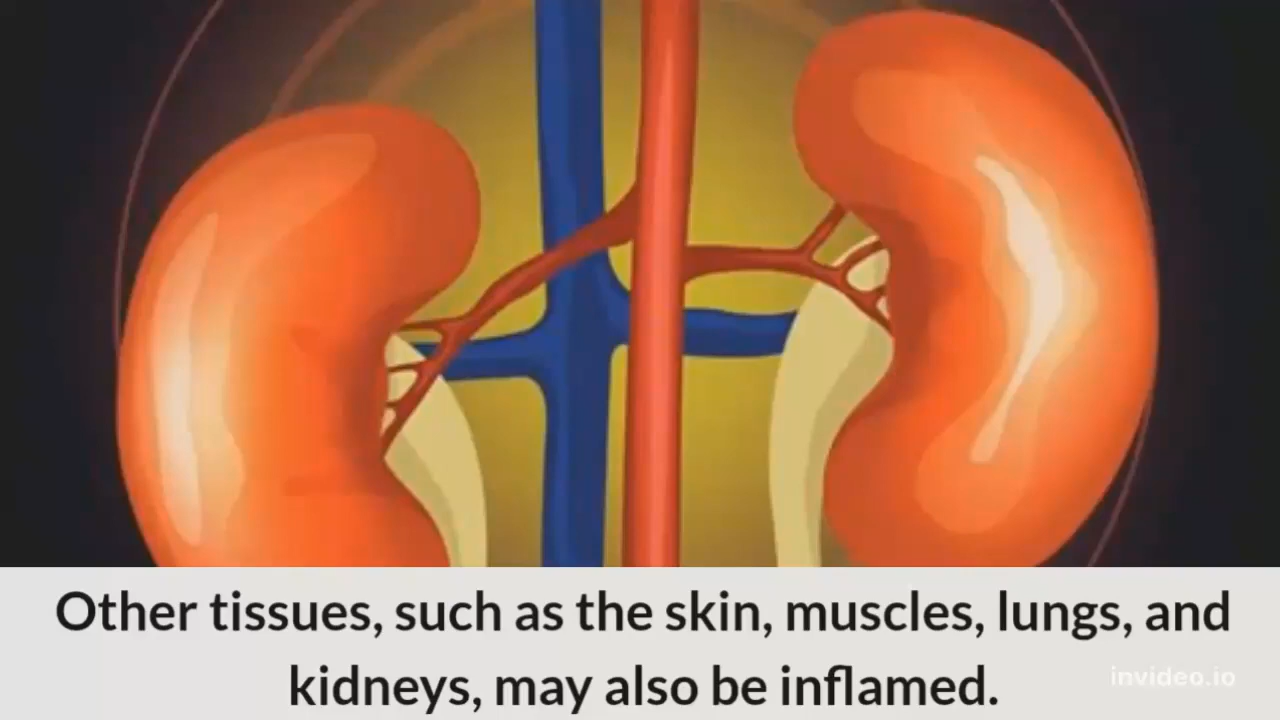 Other tissues, such as the skin, muscles, lungs, and
kidneys, may also be inflamed.
invideo.io